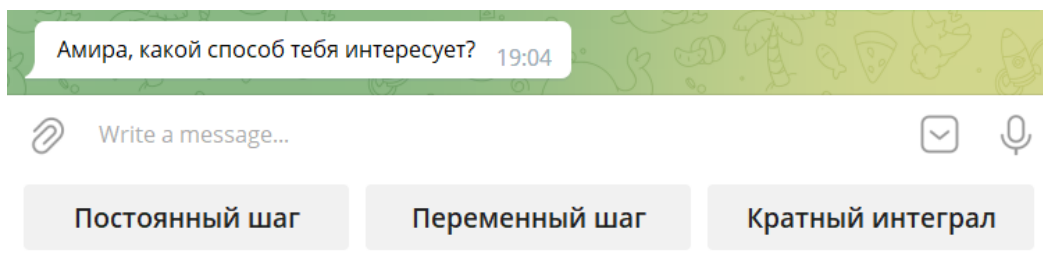 Амира, какой способ тебя интересует? 19:04
Write a message...
Постоянный шаг Переменный шаг Кратный интеграл